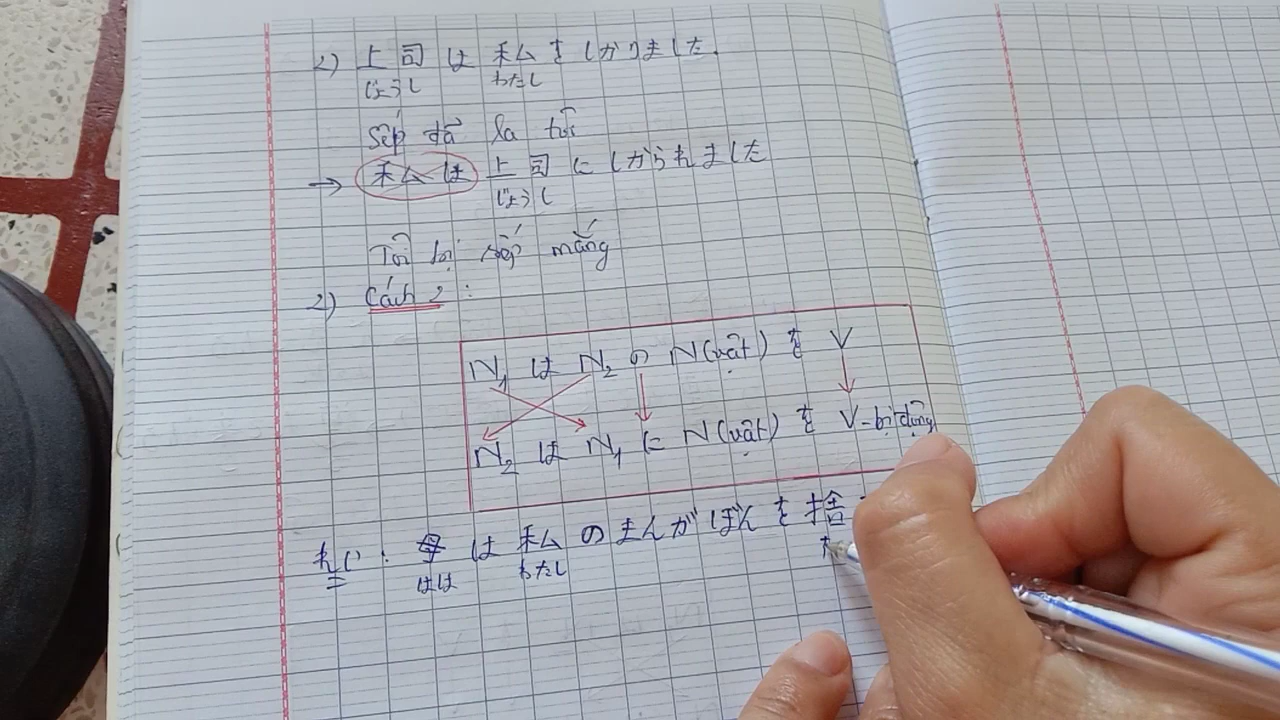 2) 上司は私をしかりました.
じょうし わたし
Sếp đã la tôi
→ 私は上司にしかられました
じょうし
Tôi bị sếp mắng
2) Cách 2 :
N1 は N2 の N(vật) を V
N2 は N1 に N(vật) を V-bị động
れい: 母は私のまんがぼんを捨
はは わたし